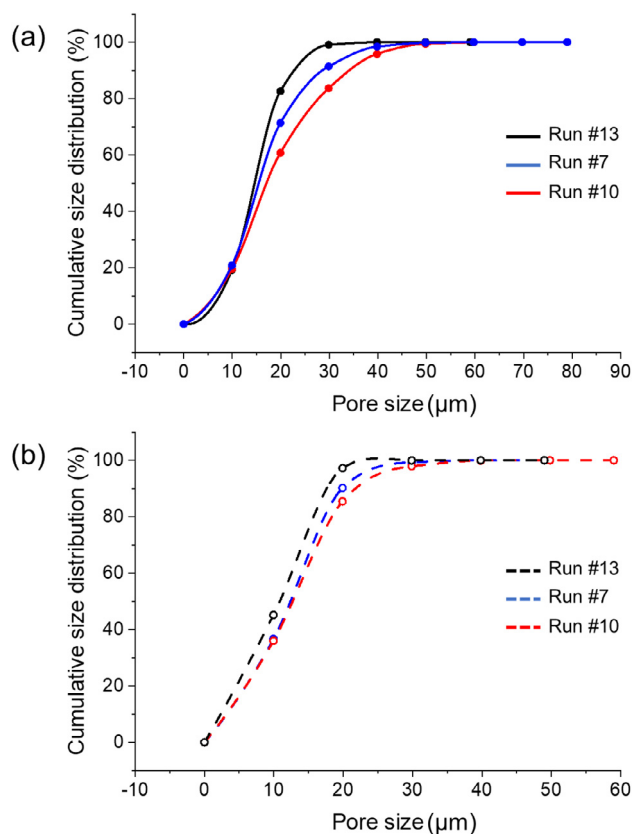 (a)
Cumulative size distribution (%)
100
80
60
40
20
0
Run #13
Run #7
Run #10
-10 0 10 20 30 40 50 60 70 80 90
Pore size (µm)
(b)
Cumulative size distribution (%)
100
80
60
40
20
0
Run #13
Run #7
Run #10
-10 0 10 20 30 40 50 60
Pore size (µm)